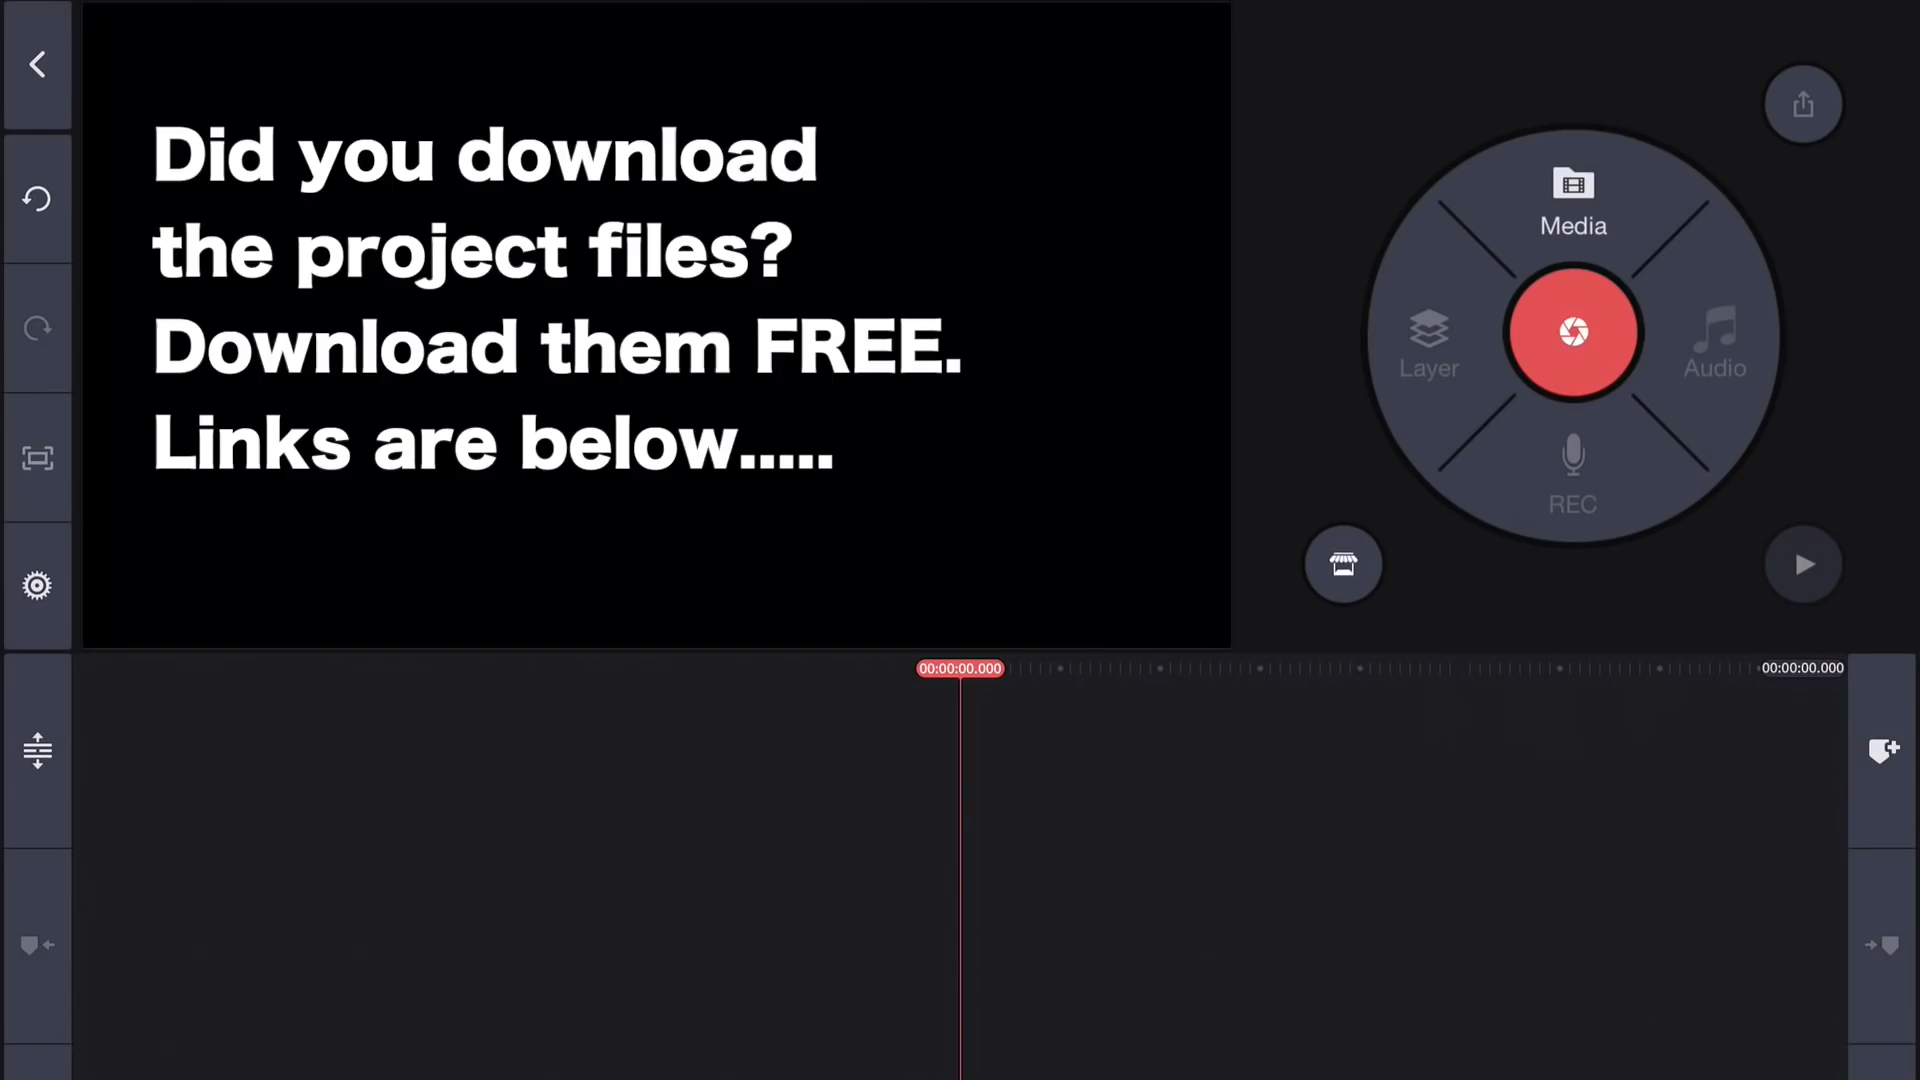 Did you download
the project files?
Download them FREE.
Links are below.....
Media
Layer
Audio
REC
00:00:00.000
00:00:00.000